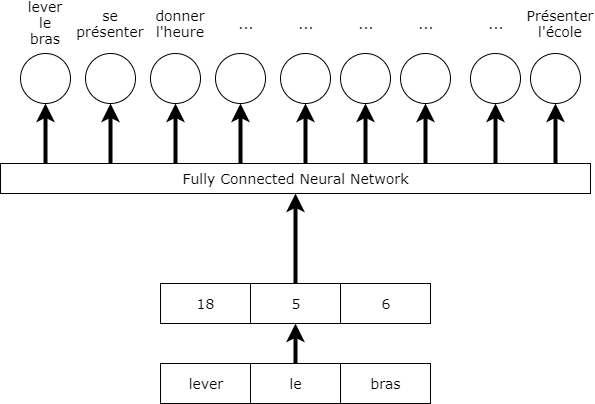 lever
le
bras
se
présenter
donner
l'heure
...
...
...
...
...
Présenter
l'école
Fully Connected Neural Network
18 5 6
lever le bras